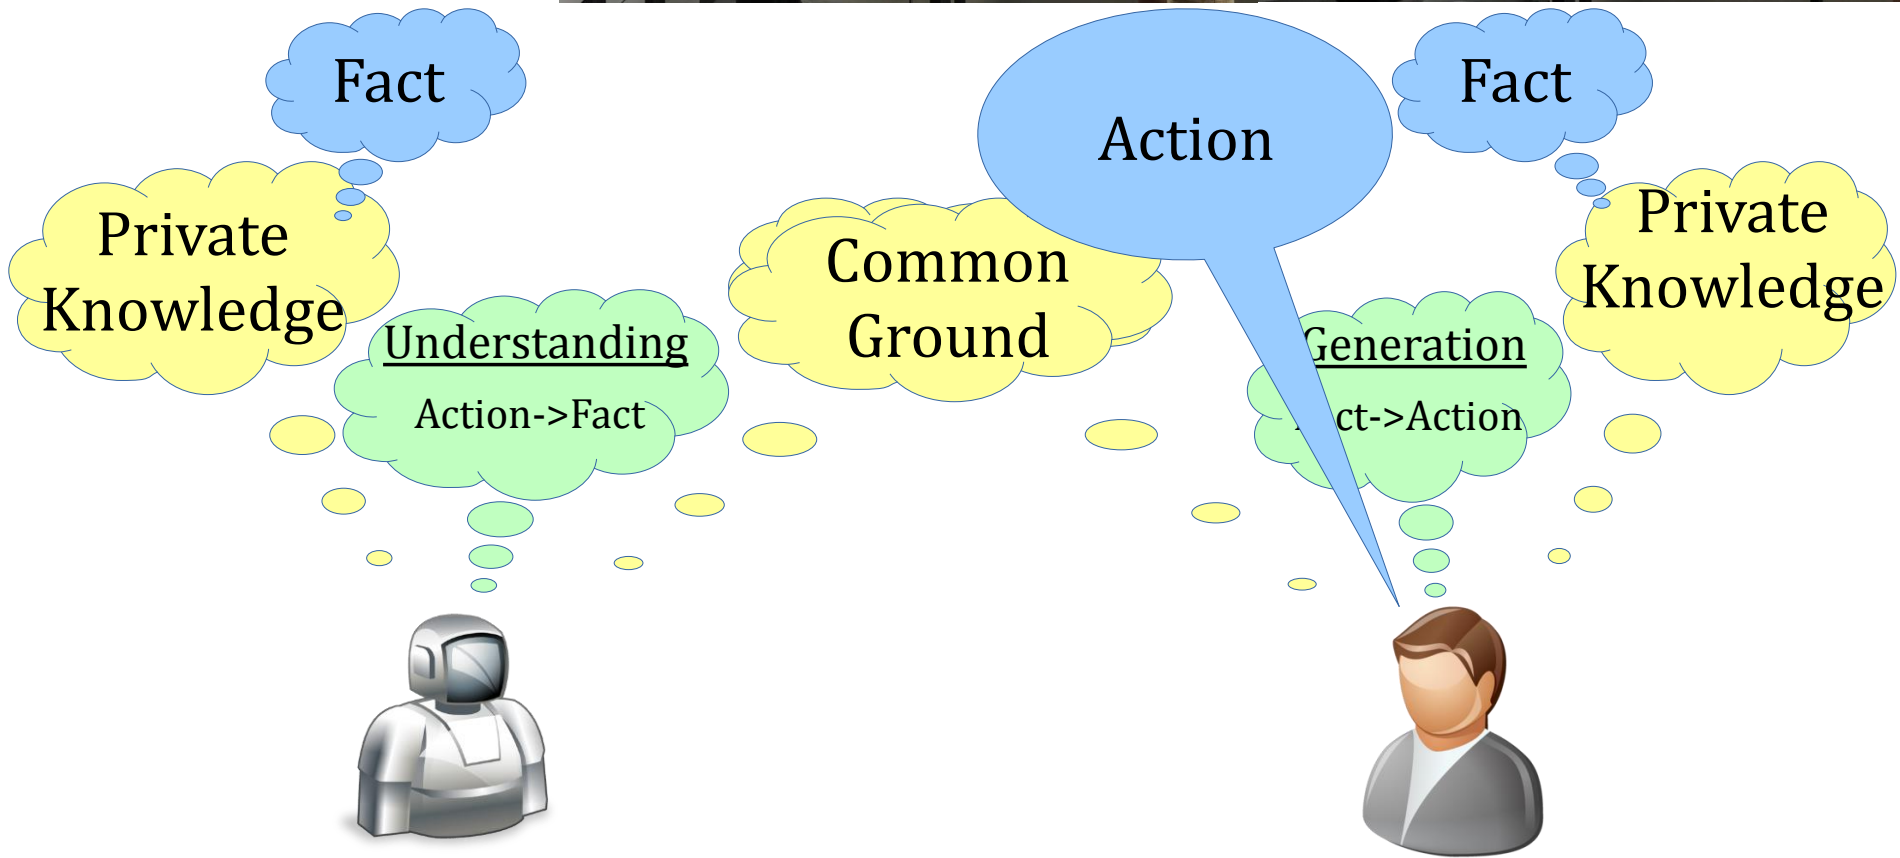 Fact
Action
Fact
Private
Knowledge
Common
Ground
Private
Knowledge
Understanding
Action->Fact
Generation
ct->Action